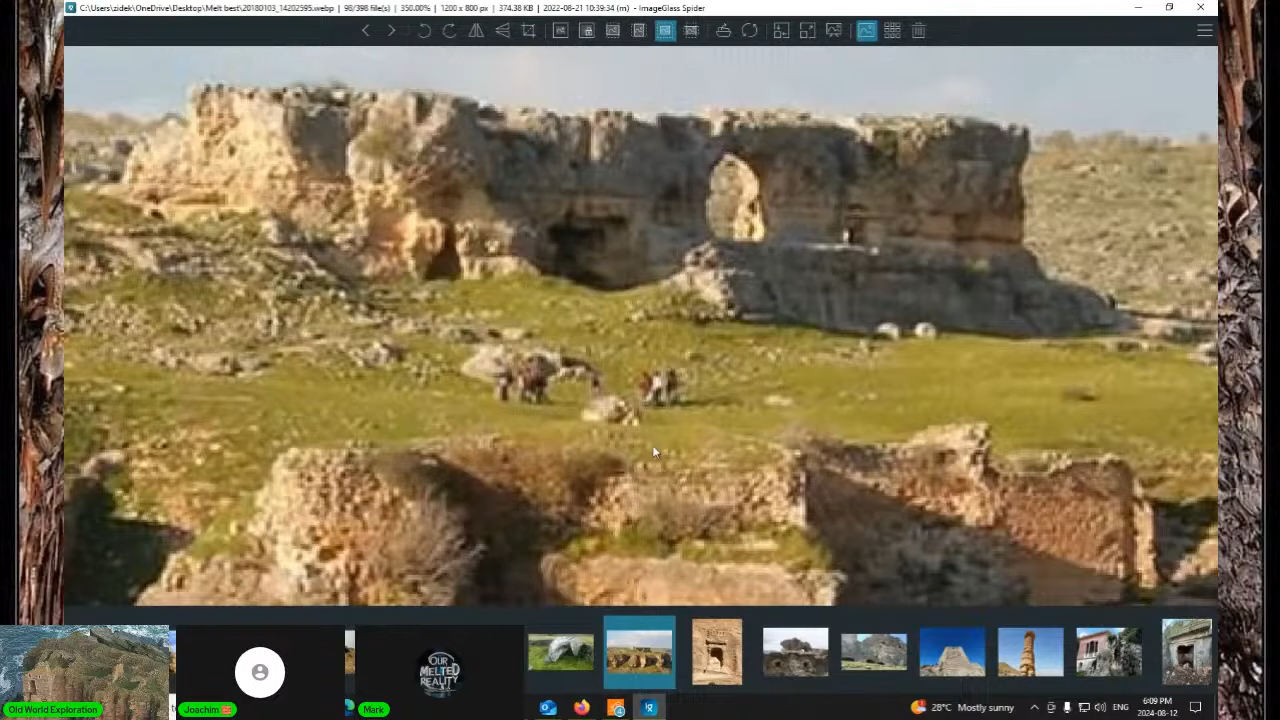 C:\Users\zidek\OneDrive\Desktop\Melt best\20180103_14202595.webp | 98/398 file(s) | 350.00% | 1200 x 800 px | 374.38 KB | 2022-08-21 10:39:34 (m) - ImageGlass Spider
OUR
MELTED
REALITY
Old World Exploration
Joachim
Mark
28°C Mostly sunny
ENG
6:09 PM
2024-08-12